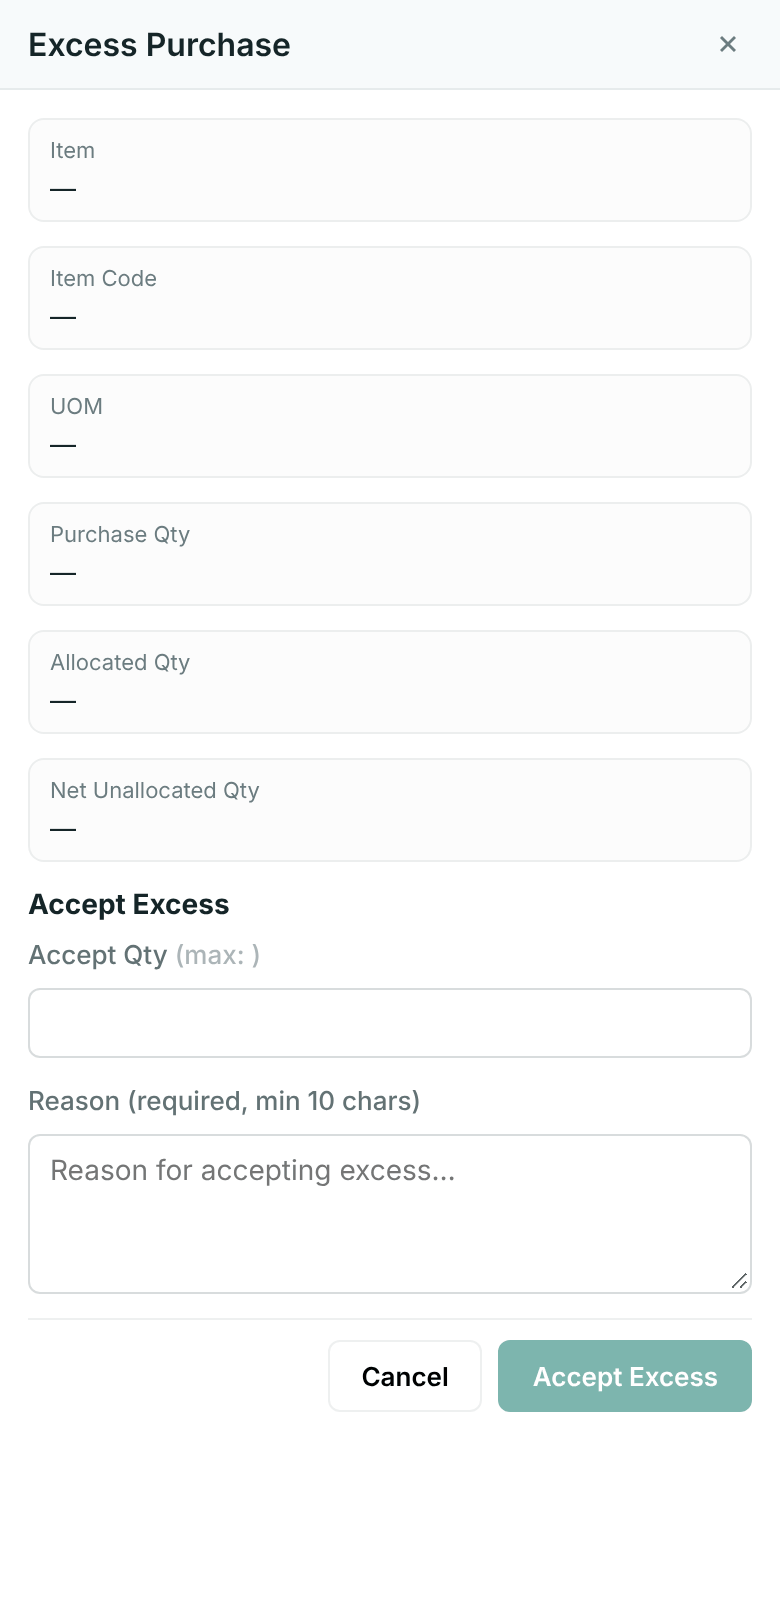 Excess Purchase
×
Item
—
Item Code
—
UOM
—
Purchase Qty
—
Allocated Qty
—
Net Unallocated Qty
—
Accept Excess
Accept Qty (max: )
Reason (required, min 10 chars)
Reason for accepting excess...
Cancel
Accept Excess